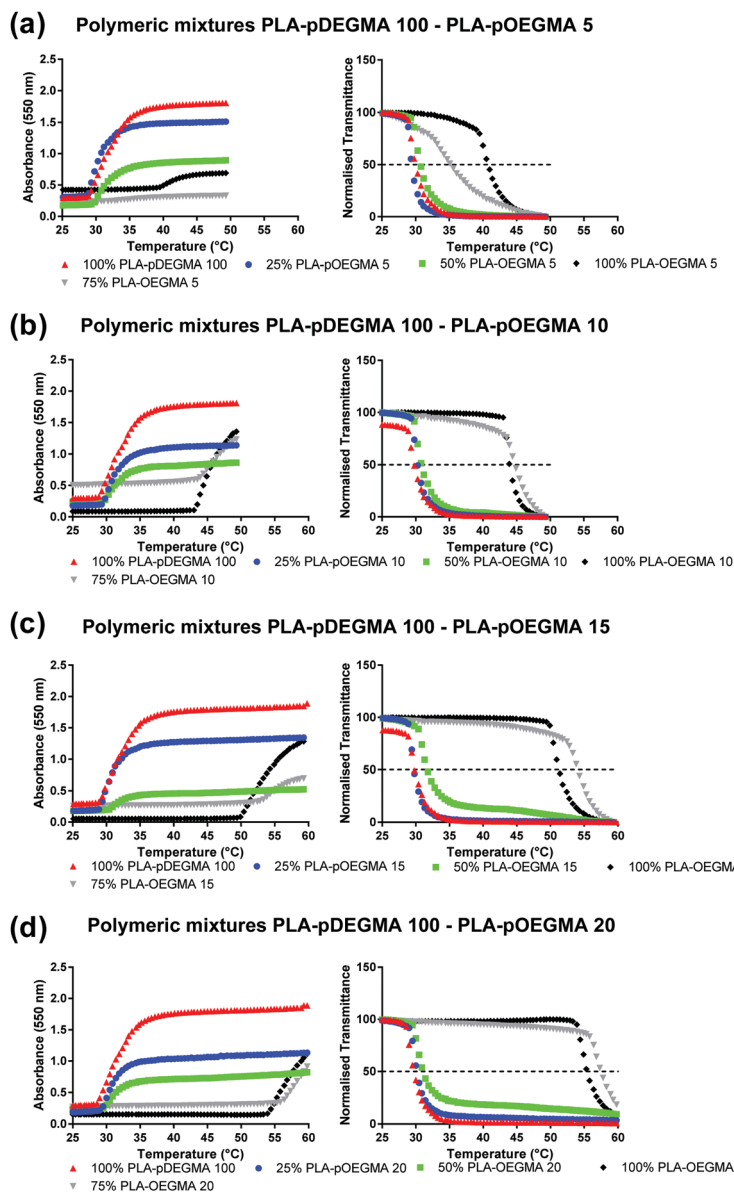 (a) Polymeric mixtures PLA-pDEGMA 100 - PLA-pOEGMA 5
Absorbance (550 nm)
2.5
2.0
1.5
1.0
0.5
0.0
25 30 35 40 45 50 55 60
Temperature (°C)
Normalised Transmittance
150
100
50
0
25 30 35 40 45 50 55 60
Temperature (°C)
100% PLA-pDEGMA 100 25% PLA-pOEGMA 5 50% PLA-OEGMA 5 100% PLA-OEGMA 5
75% PLA-OEGMA 5
(b) Polymeric mixtures PLA-pDEGMA 100 - PLA-pOEGMA 10
Absorbance (550 nm)
2.5
2.0
1.5
1.0
0.5
0.0
25 30 35 40 45 50 55 60
Temperature (°C)
Normalised Transmittance
150
100
50
0
25 30 35 40 45 50 55 60
Temperature (°C)
100% PLA-pDEGMA 100 25% PLA-pOEGMA 10 50% PLA-OEGMA 10 100% PLA-OEGMA 10
75% PLA-OEGMA 10
(c) Polymeric mixtures PLA-pDEGMA 100 - PLA-pOEGMA 15
Absorbance (550 nm)
2.5
2.0
1.5
1.0
0.5
0.0
25 30 35 40 45 50 55 60
Temperature (°C)
Normalised Transmittance
150
100
50
0
25 30 35 40 45 50 55 60
Temperature (°C)
100% PLA-pDEGMA 100 25% PLA-pOEGMA 15 50% PLA-OEGMA 15 100% PLA-OEGMA
75% PLA-OEGMA 15
(d) Polymeric mixtures PLA-pDEGMA 100 - PLA-pOEGMA 20
Absorbance (550 nm)
2.5
2.0
1.5
1.0
0.5
0.0
25 30 35 40 45 50 55 60
Temperature (°C)
Normalised Transmittance
150
100
50
0
25 30 35 40 45 50 55 60
Temperature (°C)
100% PLA-pDEGMA 100 25% PLA-pOEGMA 20 50% PLA-OEGMA 20 100% PLA-OEGMA
75% PLA-OEGMA 20